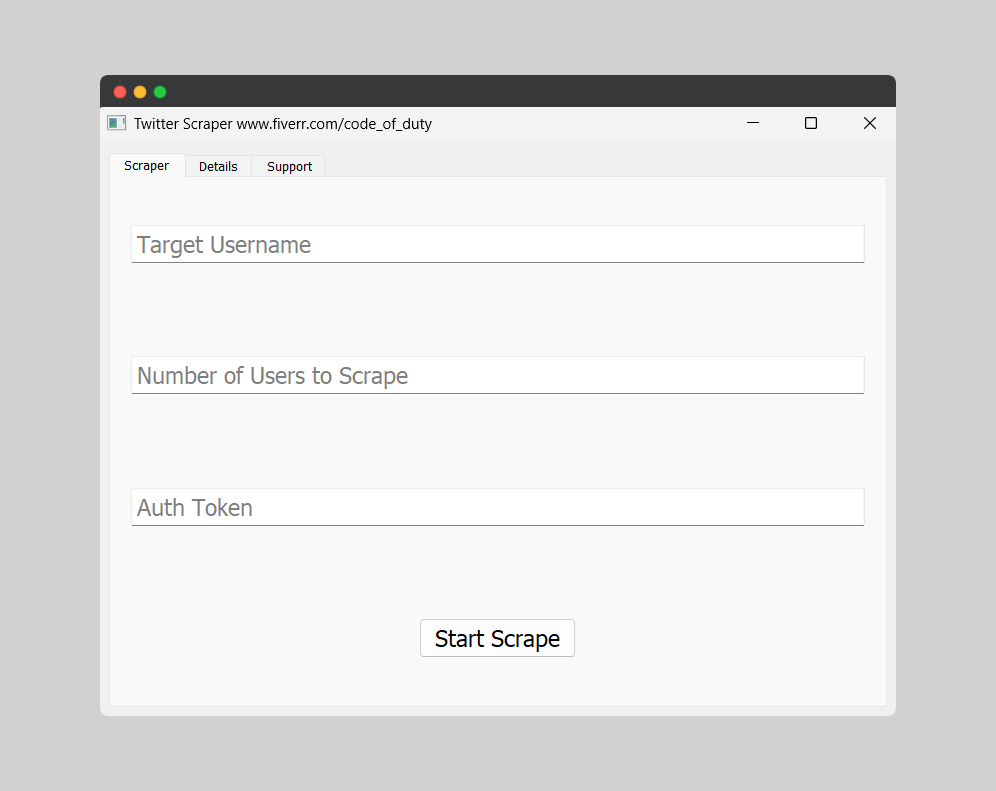 Twitter Scraper www.fiverr.com/code_of_duty
Scraper Details Support
Target Username
Number of Users to Scrape
Auth Token
Start Scrape